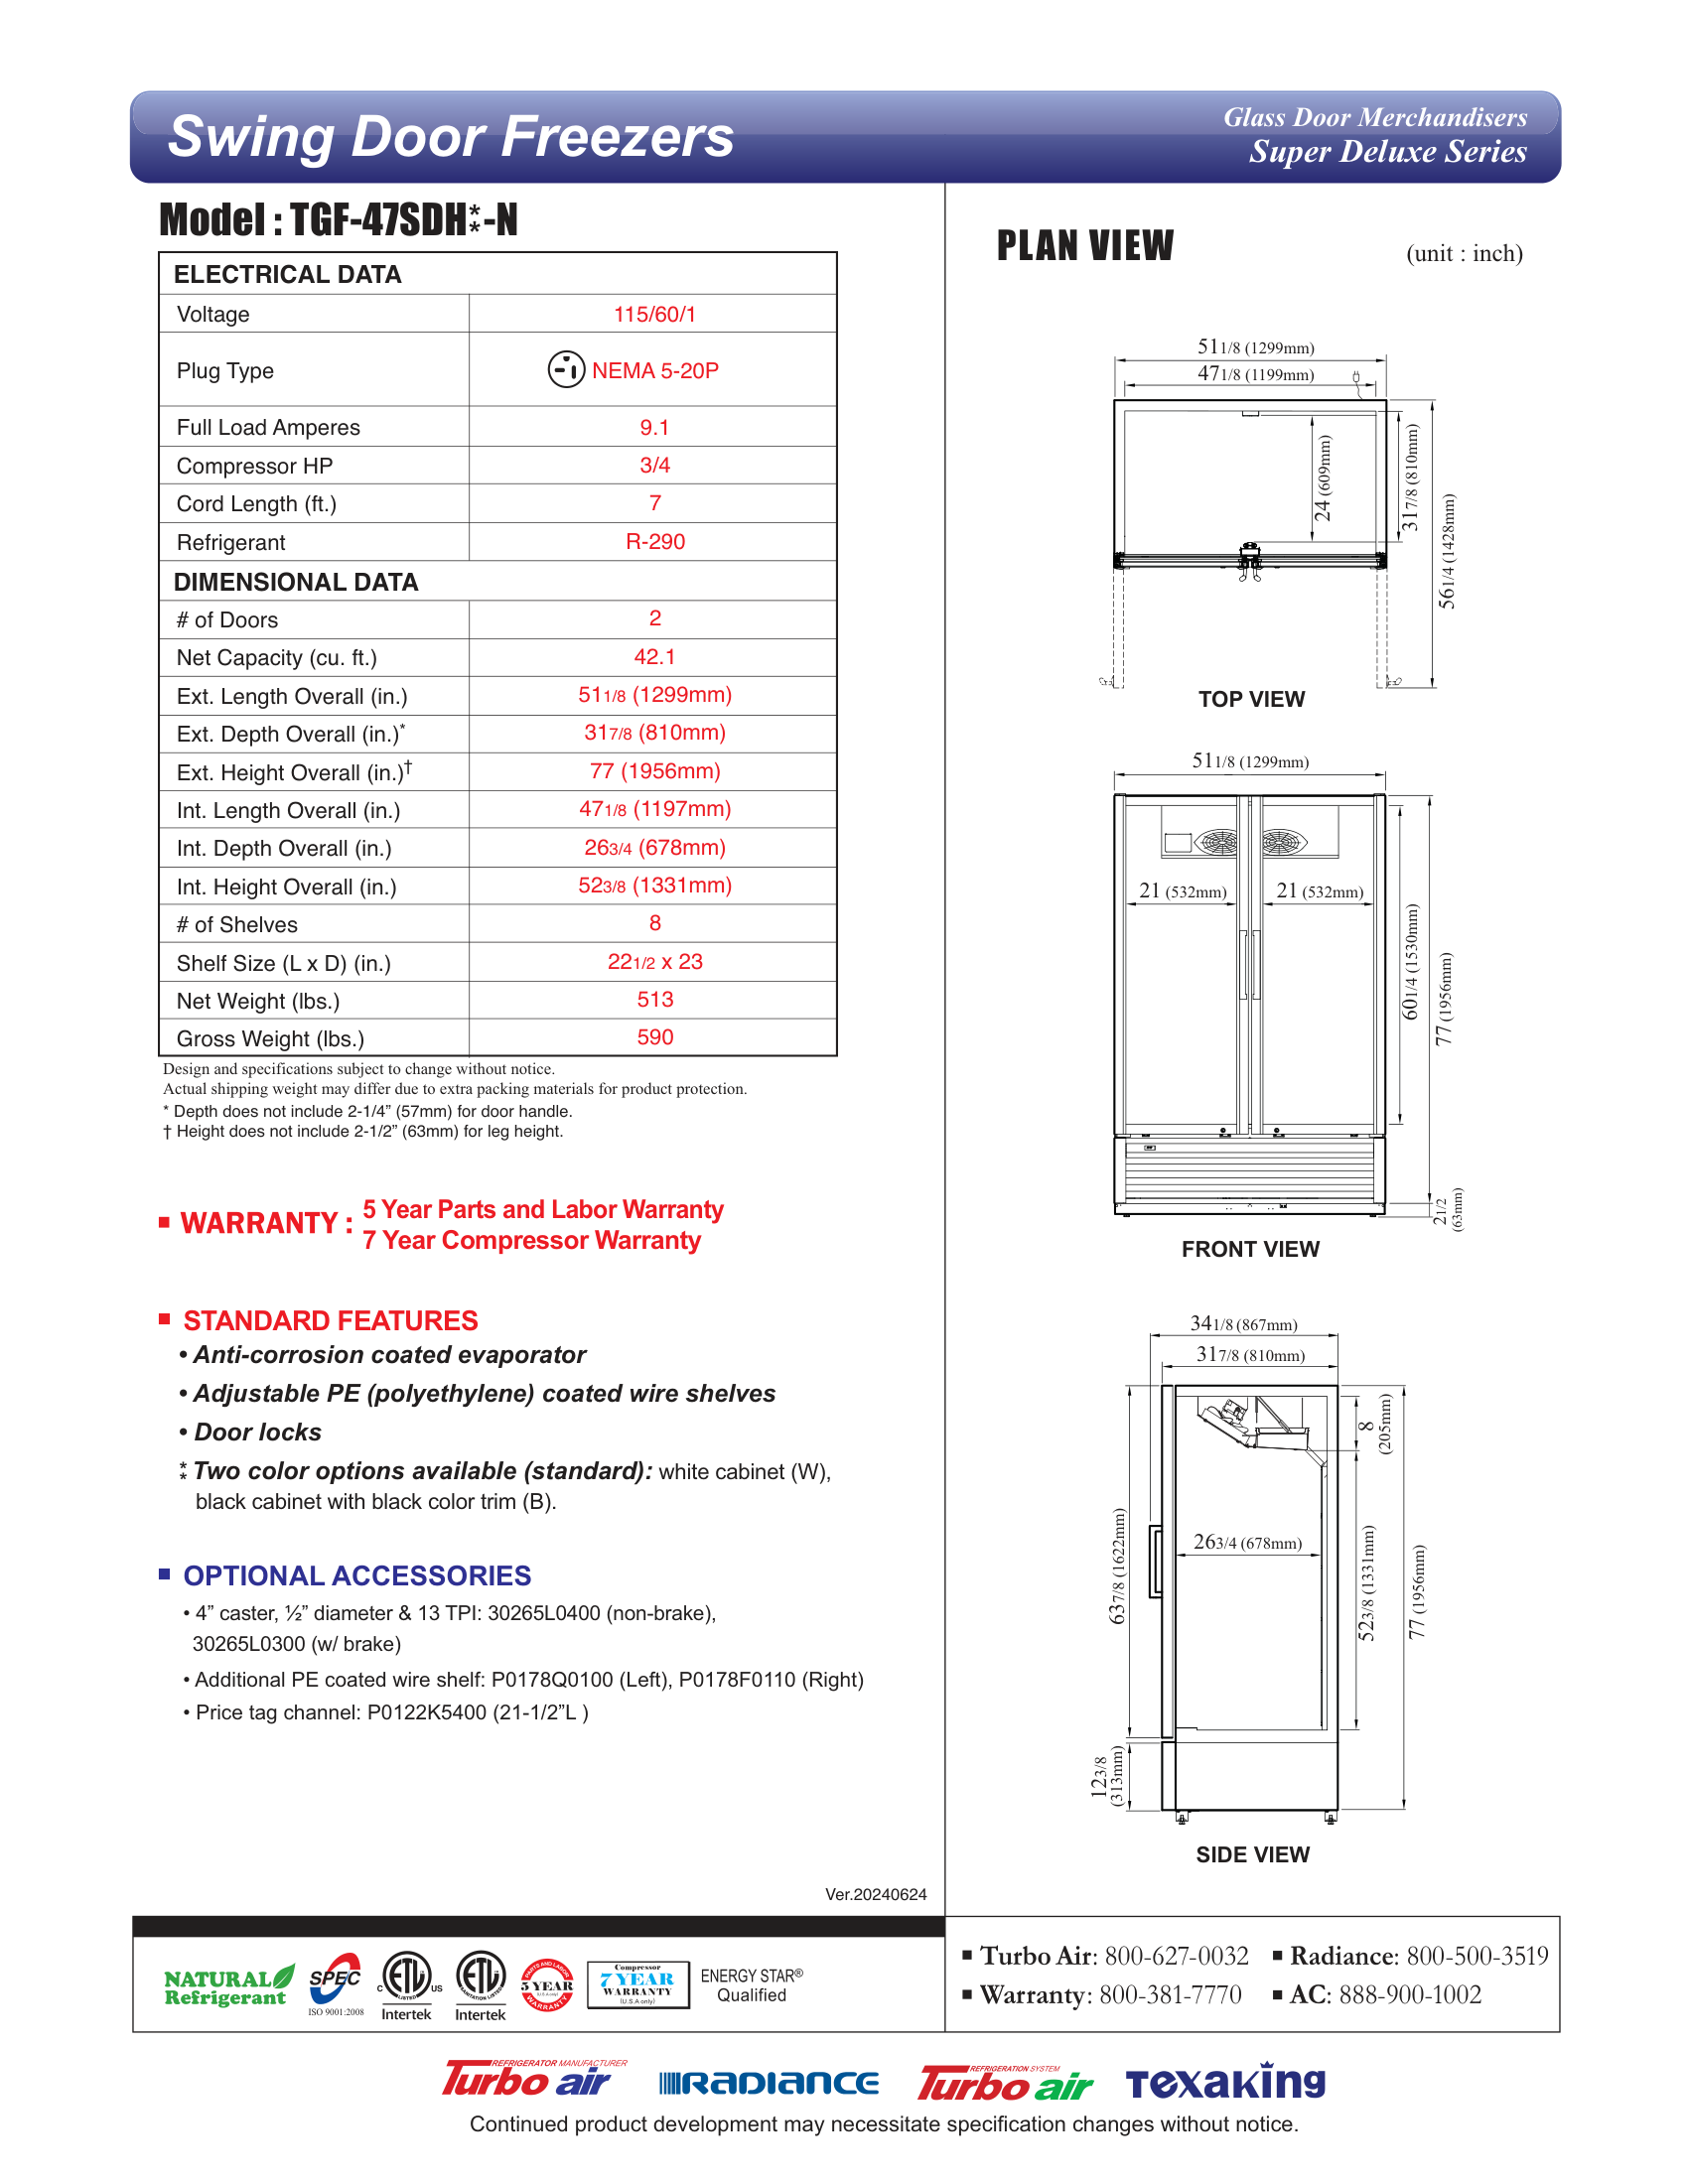 Swing Door Freezers
Glass Door Merchandisers
Super Deluxe Series
Model : TGF-47SDH⁑-N
ELECTRICAL DATA
Voltage 115/60/1
Plug Type NEMA 5-20P
Full Load Amperes 9.1
Compressor HP 3/4
Cord Length (ft.) 7
Refrigerant R-290
DIMENSIONAL DATA
# of Doors 2
Net Capacity (cu. ft.) 42.1
Ext. Length Overall (in.) 51 1/8 (1299mm)
Ext. Depth Overall (in.)* 31 7/8 (810mm)
Ext. Height Overall (in.)† 77 (1956mm)
Int. Length Overall (in.) 47 1/8 (1197mm)
Int. Depth Overall (in.) 26 3/4 (678mm)
Int. Height Overall (in.) 52 3/8 (1331mm)
# of Shelves 8
Shelf Size (L x D) (in.) 22 1/2 x 23
Net Weight (lbs.) 513
Gross Weight (lbs.) 590
Design and specifications subject to change without notice.
Actual shipping weight may differ due to extra packing materials for product protection.
* Depth does not include 2-1/4” (57mm) for door handle.
† Height does not include 2-1/2” (63mm) for leg height.
WARRANTY : 5 Year Parts and Labor Warranty
7 Year Compressor Warranty
STANDARD FEATURES
• Anti-corrosion coated evaporator
• Adjustable PE (polyethylene) coated wire shelves
• Door locks
⁑ Two color options available (standard): white cabinet (W),
black cabinet with black color trim (B).
OPTIONAL ACCESSORIES
• 4” caster, ½” diameter & 13 TPI: 30265L0400 (non-brake),
30265L0300 (w/ brake)
• Additional PE coated wire shelf: P0178Q0100 (Left), P0178F0110 (Right)
• Price tag channel: P0122K5400 (21-1/2”L )
Ver.20240624
PLAN VIEW
(unit : inch)
51 1/8 (1299mm)
47 1/8 (1199mm)
24 (609mm)
31 7/8 (810mm)
56 1/4 (1428mm)
TOP VIEW
51 1/8 (1299mm)
21 (532mm)
21 (532mm)
60 1/4 (1530mm)
77 (1956mm)
2 1/2
(63mm)
FRONT VIEW
34 1/8 (867mm)
31 7/8 (810mm)
8
(205mm)
26 3/4 (678mm)
63 7/8 (1622mm)
52 3/8 (1331mm)
77 (1956mm)
12 3/8
(313mm)
SIDE VIEW
NATURAL
Refrigerant
SPEC
ISO 9001:2008
C ETL US
LISTED
Intertek
ETL
SANITATION LISTED
Intertek
PARTS AND LABOR
5 YEAR
(U.S.A only)
WARRANTY
Compressor
7 YEAR
WARRANTY
(U.S.A only)
ENERGY STAR®
Qualified
Turbo Air: 800-627-0032
Radiance: 800-500-3519
Warranty: 800-381-7770
AC: 888-900-1002
REFRIGERATOR MANUFACTURER
Turbo air
RADIANCE
REFRIGERATION SYSTEM
Turbo air
Texaking
Continued product development may necessitate specification changes without notice.